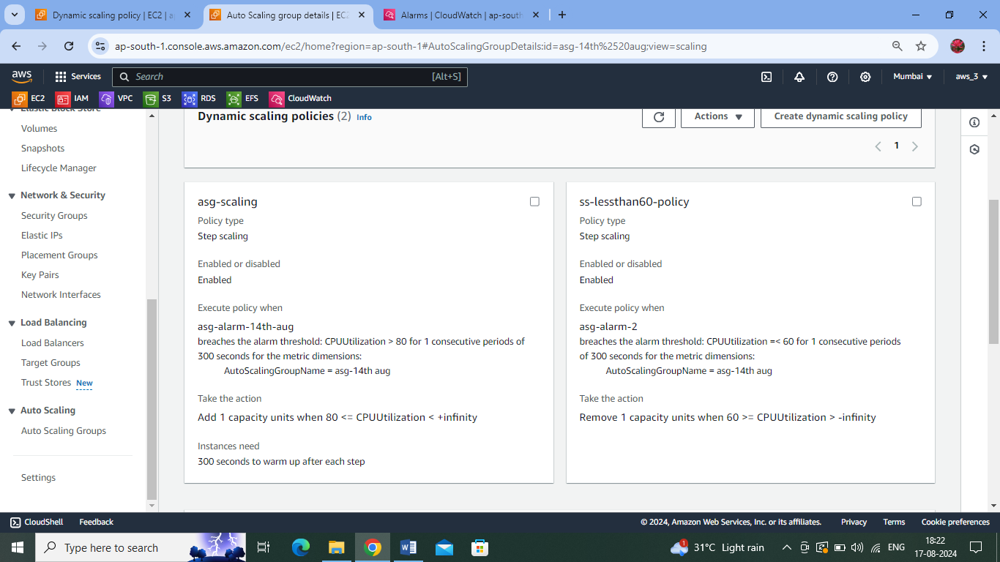 Dynamic scaling policy | EC2 | a
Auto Scaling group details | EC2
Alarms | CloudWatch | ap-south
ap-south-1.console.aws.amazon.com/ec2/home?region=ap-south-1#AutoScalingGroupDetails:id=asg-14th%2520aug;view=scaling
aws
Services
Search
[Alt+S]
Mumbai
aws_3
EC2
IAM
VPC
S3
RDS
EFS
CloudWatch
Elastic Block Store
Volumes
Snapshots
Lifecycle Manager
Network & Security
Security Groups
Elastic IPs
Placement Groups
Key Pairs
Network Interfaces
Load Balancing
Load Balancers
Target Groups
Trust Stores New
Auto Scaling
Auto Scaling Groups
Settings
Dynamic scaling policies (2) Info
Actions
Create dynamic scaling policy
1
asg-scaling
Policy type
Step scaling
Enabled or disabled
Enabled
Execute policy when
asg-alarm-14th-aug
breaches the alarm threshold: CPUUtilization > 80 for 1 consecutive periods of
300 seconds for the metric dimensions:
AutoScalingGroupName = asg-14th aug
Take the action
Add 1 capacity units when 80 <= CPUUtilization < +infinity
Instances need
300 seconds to warm up after each step
ss-lessthan60-policy
Policy type
Step scaling
Enabled or disabled
Enabled
Execute policy when
asg-alarm-2
breaches the alarm threshold: CPUUtilization =< 60 for 1 consecutive periods
of 300 seconds for the metric dimensions:
AutoScalingGroupName = asg-14th aug
Take the action
Remove 1 capacity units when 60 >= CPUUtilization > -infinity
CloudShell
Feedback
© 2024, Amazon Web Services, Inc. or its affiliates.
Privacy
Terms
Cookie preferences
Type here to search
1
31°C Light rain
ENG
18:22
17-08-2024